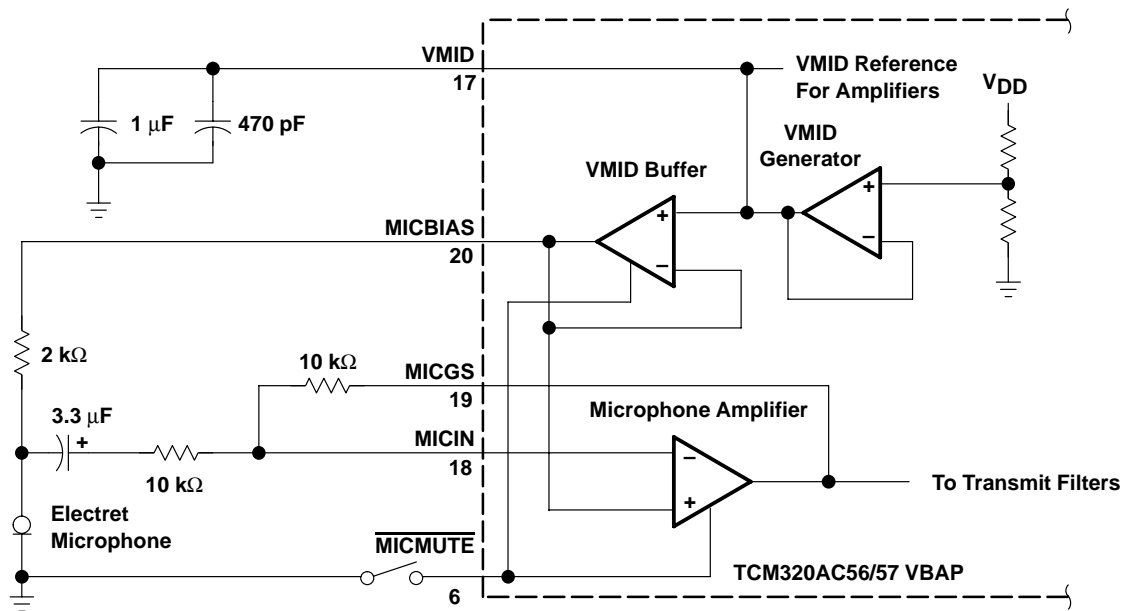 VMID
17
VMID Reference
For Amplifiers
VDD
1 μF
470 pF
VMID
Generator
+
−
VMID Buffer
+
−
MICBIAS
20
2 kΩ
10 kΩ
MICGS
19
Microphone Amplifier
3.3 μF
+
MICIN
18
−
+
10 kΩ
To Transmit Filters
Electret
Microphone
MICMUTE
6
TCM320AC56/57 VBAP